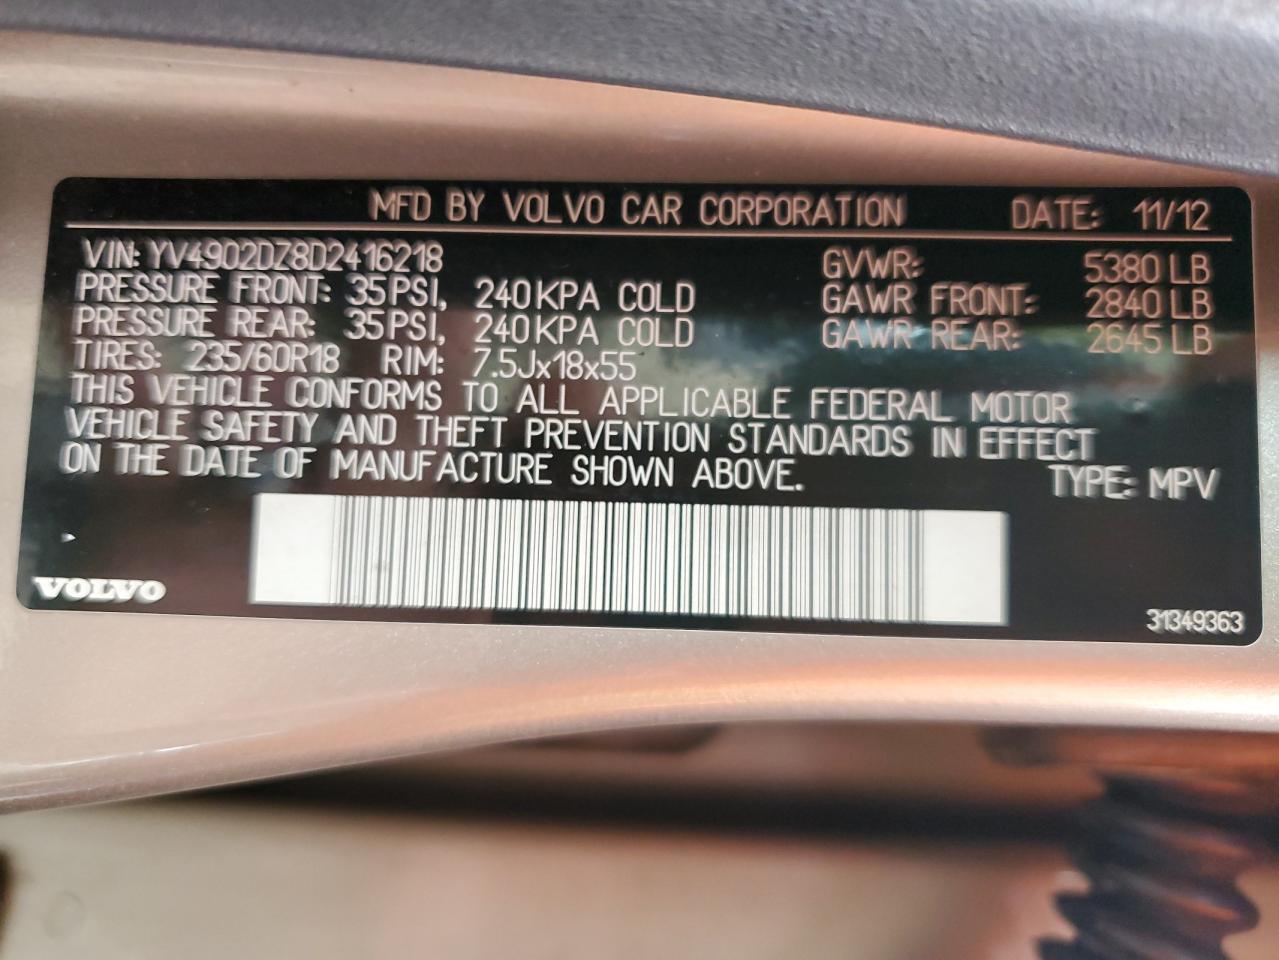 MFD BY VOLVO CAR CORPORATION DATE: 11/12
VIN: YV4902DZ8D2416218 GVWR: 5380 LB
PRESSURE FRONT: 35 PSI, 240 KPA COLD GAWR FRONT: 2840 LB
PRESSURE REAR: 35 PSI, 240 KPA COLD GAWR REAR: 2645 LB
TIRES: 235/60R18 RIM: 7.5Jx18x55
THIS VEHICLE CONFORMS TO ALL APPLICABLE FEDERAL MOTOR
VEHICLE SAFETY AND THEFT PREVENTION STANDARDS IN EFFECT
ON THE DATE OF MANUFACTURE SHOWN ABOVE. TYPE: MPV
VOLVO
31349363